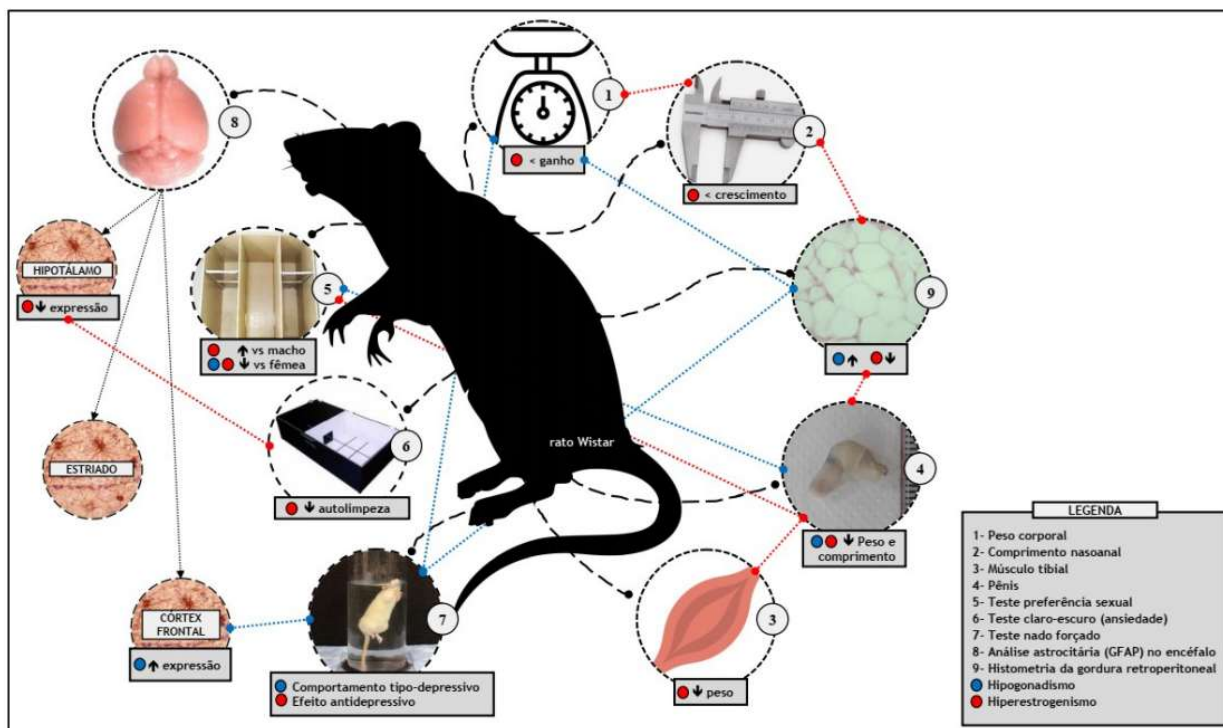 1
< ganho
2
< crescimento
8
HIPOTÁLAMO
↓ expressão
5
↑ vs macho
↓ vs fêmea
9
↑ ↓
rato Wistar
6
↓ autolimpeza
ESTRIADO
4
↓ Peso e
comprimento
CÓRTEX
FRONTAL
↑ expressão
7
Comportamento tipo-depressivo
Efeito antidepressivo
3
↓ peso
LEGENDA
1- Peso corporal
2- Comprimento nasoanal
3- Músculo tibial
4- Pênis
5- Teste preferência sexual
6- Teste claro-escuro (ansiedade)
7- Teste nado forçado
8- Análise astrocitária (GFAP) no encéfalo
9- Histometria da gordura retroperitoneal
Hipogonadismo
Hiperestrogenismo